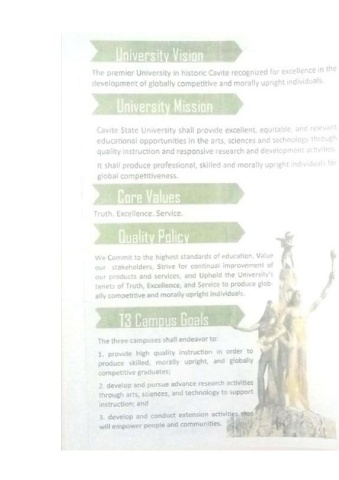 University Vision
The premier University in historic Cavite recognized for excellence in the
development of globally competitive and morally upright individuals.
University Mission
Cavite State University shall provide excellent, equitable, and relevant
educational opportunities in the arts, sciences and technology through
quality instruction and responsive research and development activities.
It shall produce professional, skilled and morally upright individuals for
global competitiveness.
Core Values
Truth. Excellence. Service.
Quality Policy
We Commit to the highest standards of education, Value
our stakeholders, Strive for continual improvement of
our products and services, and Uphold the University's
tenets of Truth, Excellence, and Service to produce glob-
ally competitive and morally upright individuals.
T3 Campus Goals
The three campuses shall endeavor to:
1. provide high quality instruction in order to
produce skilled, morally upright, and globally
competitive graduates;
2. develop and pursue advance research activities
through arts, sciences, and technology to support
instruction; and
3. develop and conduct extension activities that
will empower people and communities.